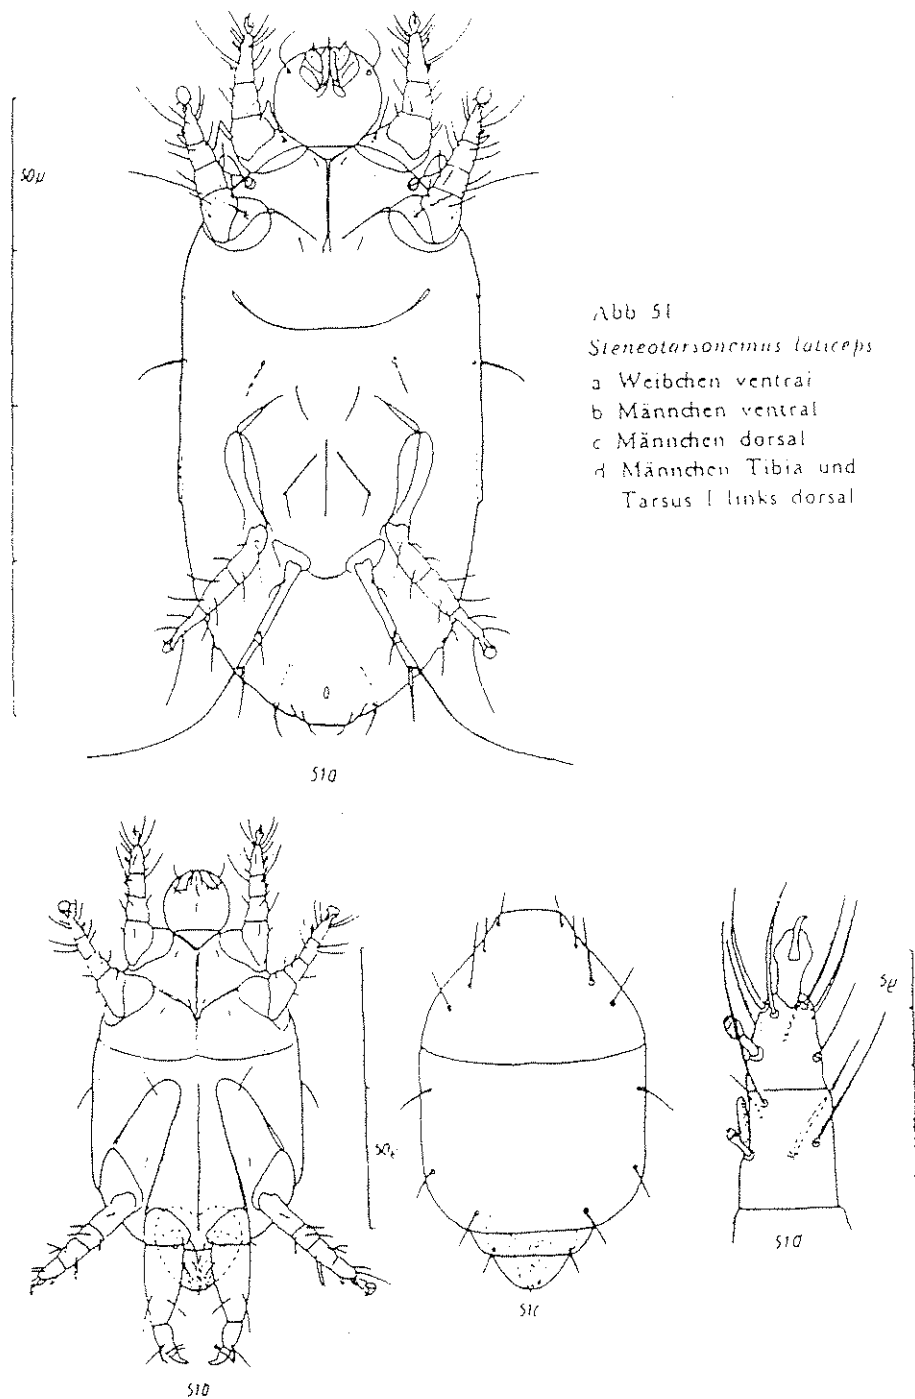 50µ
Abb 51
Steneotarsonemus laticeps
a Weibchen ventral
b Männchen ventral
c Männchen dorsal
d Männchen Tibia und
Tarsus I links dorsal
51a
5µ
50µ
51d
51c
51b